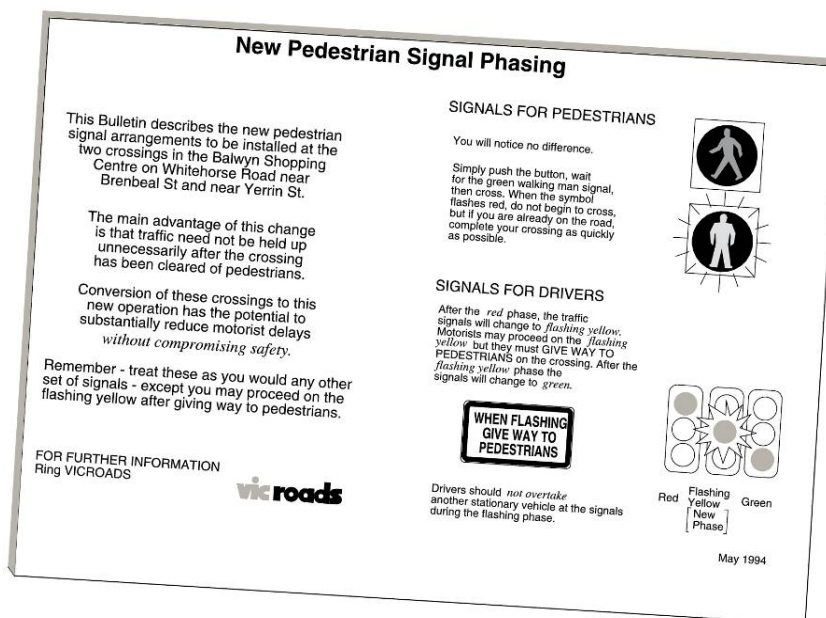 New Pedestrian Signal Phasing
This Bulletin describes the new pedestrian
signal arrangements to be installed at the
two crossings in the Balwyn Shopping
Centre on Whitehorse Road near
Brenbeal St and near Yerrin St.
The main advantage of this change
is that traffic need not be held up
unnecessarily after the crossing
has been cleared of pedestrians.
Conversion of these crossings to this
new operation has the potential to
substantially reduce motorist delays
without compromising safety.
Remember - treat these as you would any other
set of signals - except you may proceed on the
flashing yellow after giving way to pedestrians.
FOR FURTHER INFORMATION
Ring VICROADS
vic roads
SIGNALS FOR PEDESTRIANS
You will notice no difference.
Simply push the button, wait
for the green walking man signal,
then cross. When the symbol
flashes red, do not begin to cross,
but if you are already on the road,
complete your crossing as quickly
as possible.
SIGNALS FOR DRIVERS
After the red phase, the traffic
signals will change to flashing yellow.
Motorists may proceed on the flashing
yellow but they must GIVE WAY TO
PEDESTRIANS on the crossing. After the
flashing yellow phase the
signals will change to green.
WHEN FLASHING
GIVE WAY TO
PEDESTRIANS
Drivers should not overtake
another stationary vehicle at the signals
during the flashing phase.
Red
Flashing
Yellow
Green
[New
Phase]
May 1994